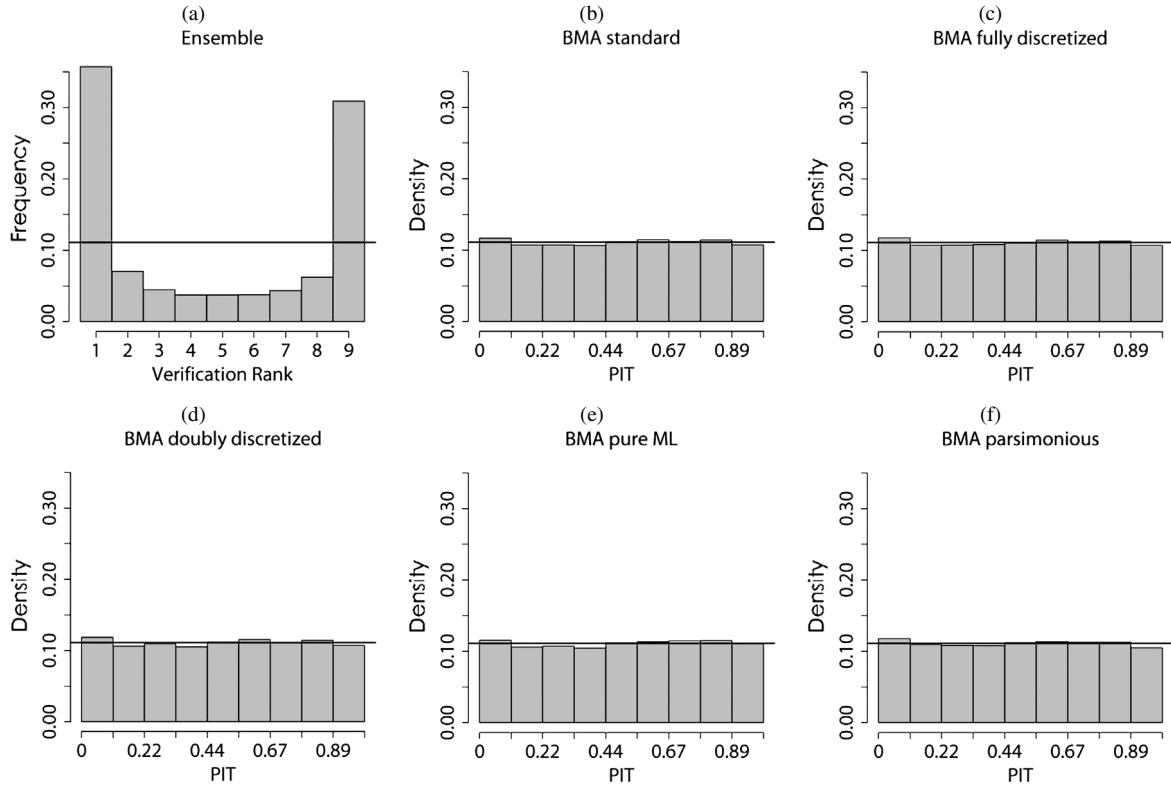 (a)
Ensemble
Frequency
0.00 0.10 0.20 0.30
1 2 3 4 5 6 7 8 9
Verification Rank
(b)
BMA standard
Density
0.00 0.10 0.20 0.30
0 0.22 0.44 0.67 0.89
PIT
(c)
BMA fully discretized
Density
0.00 0.10 0.20 0.30
0 0.22 0.44 0.67 0.89
PIT
(d)
BMA doubly discretized
Density
0.00 0.10 0.20 0.30
0 0.22 0.44 0.67 0.89
PIT
(e)
BMA pure ML
Density
0.00 0.10 0.20 0.30
0 0.22 0.44 0.67 0.89
PIT
(f)
BMA parsimonious
Density
0.00 0.10 0.20 0.30
0 0.22 0.44 0.67 0.89
PIT